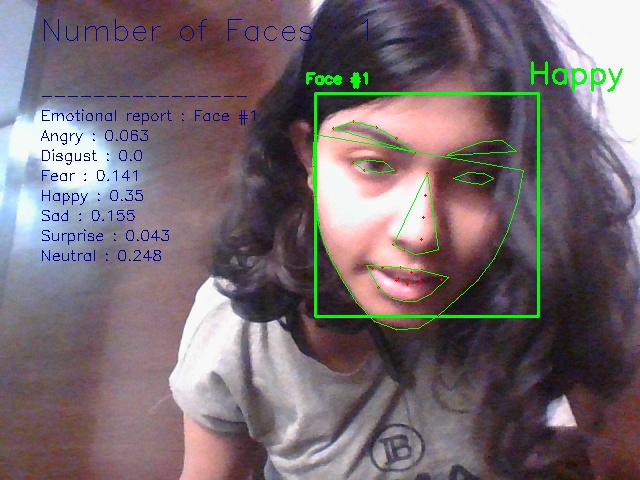 Number of Faces : 1
Face #1
Happy
_________________
Emotional report : Face #1
Angry : 0.063
Disgust : 0.0
Fear : 0.141
Happy : 0.35
Sad : 0.155
Surprise : 0.043
Neutral : 0.248
B